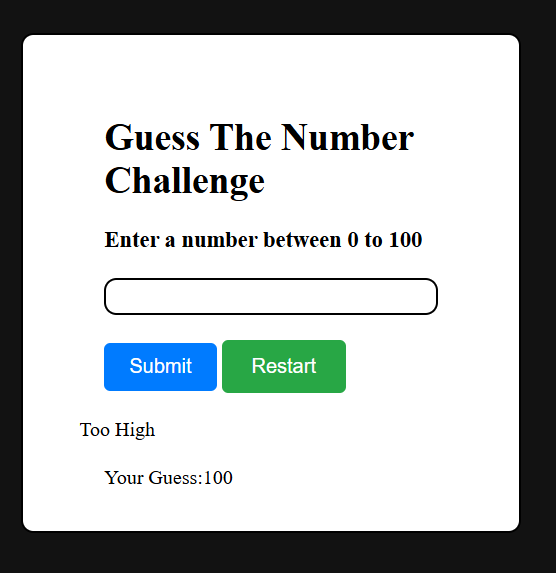 Guess The Number
Challenge
Enter a number between 0 to 100
Submit Restart
Too High
Your Guess:100